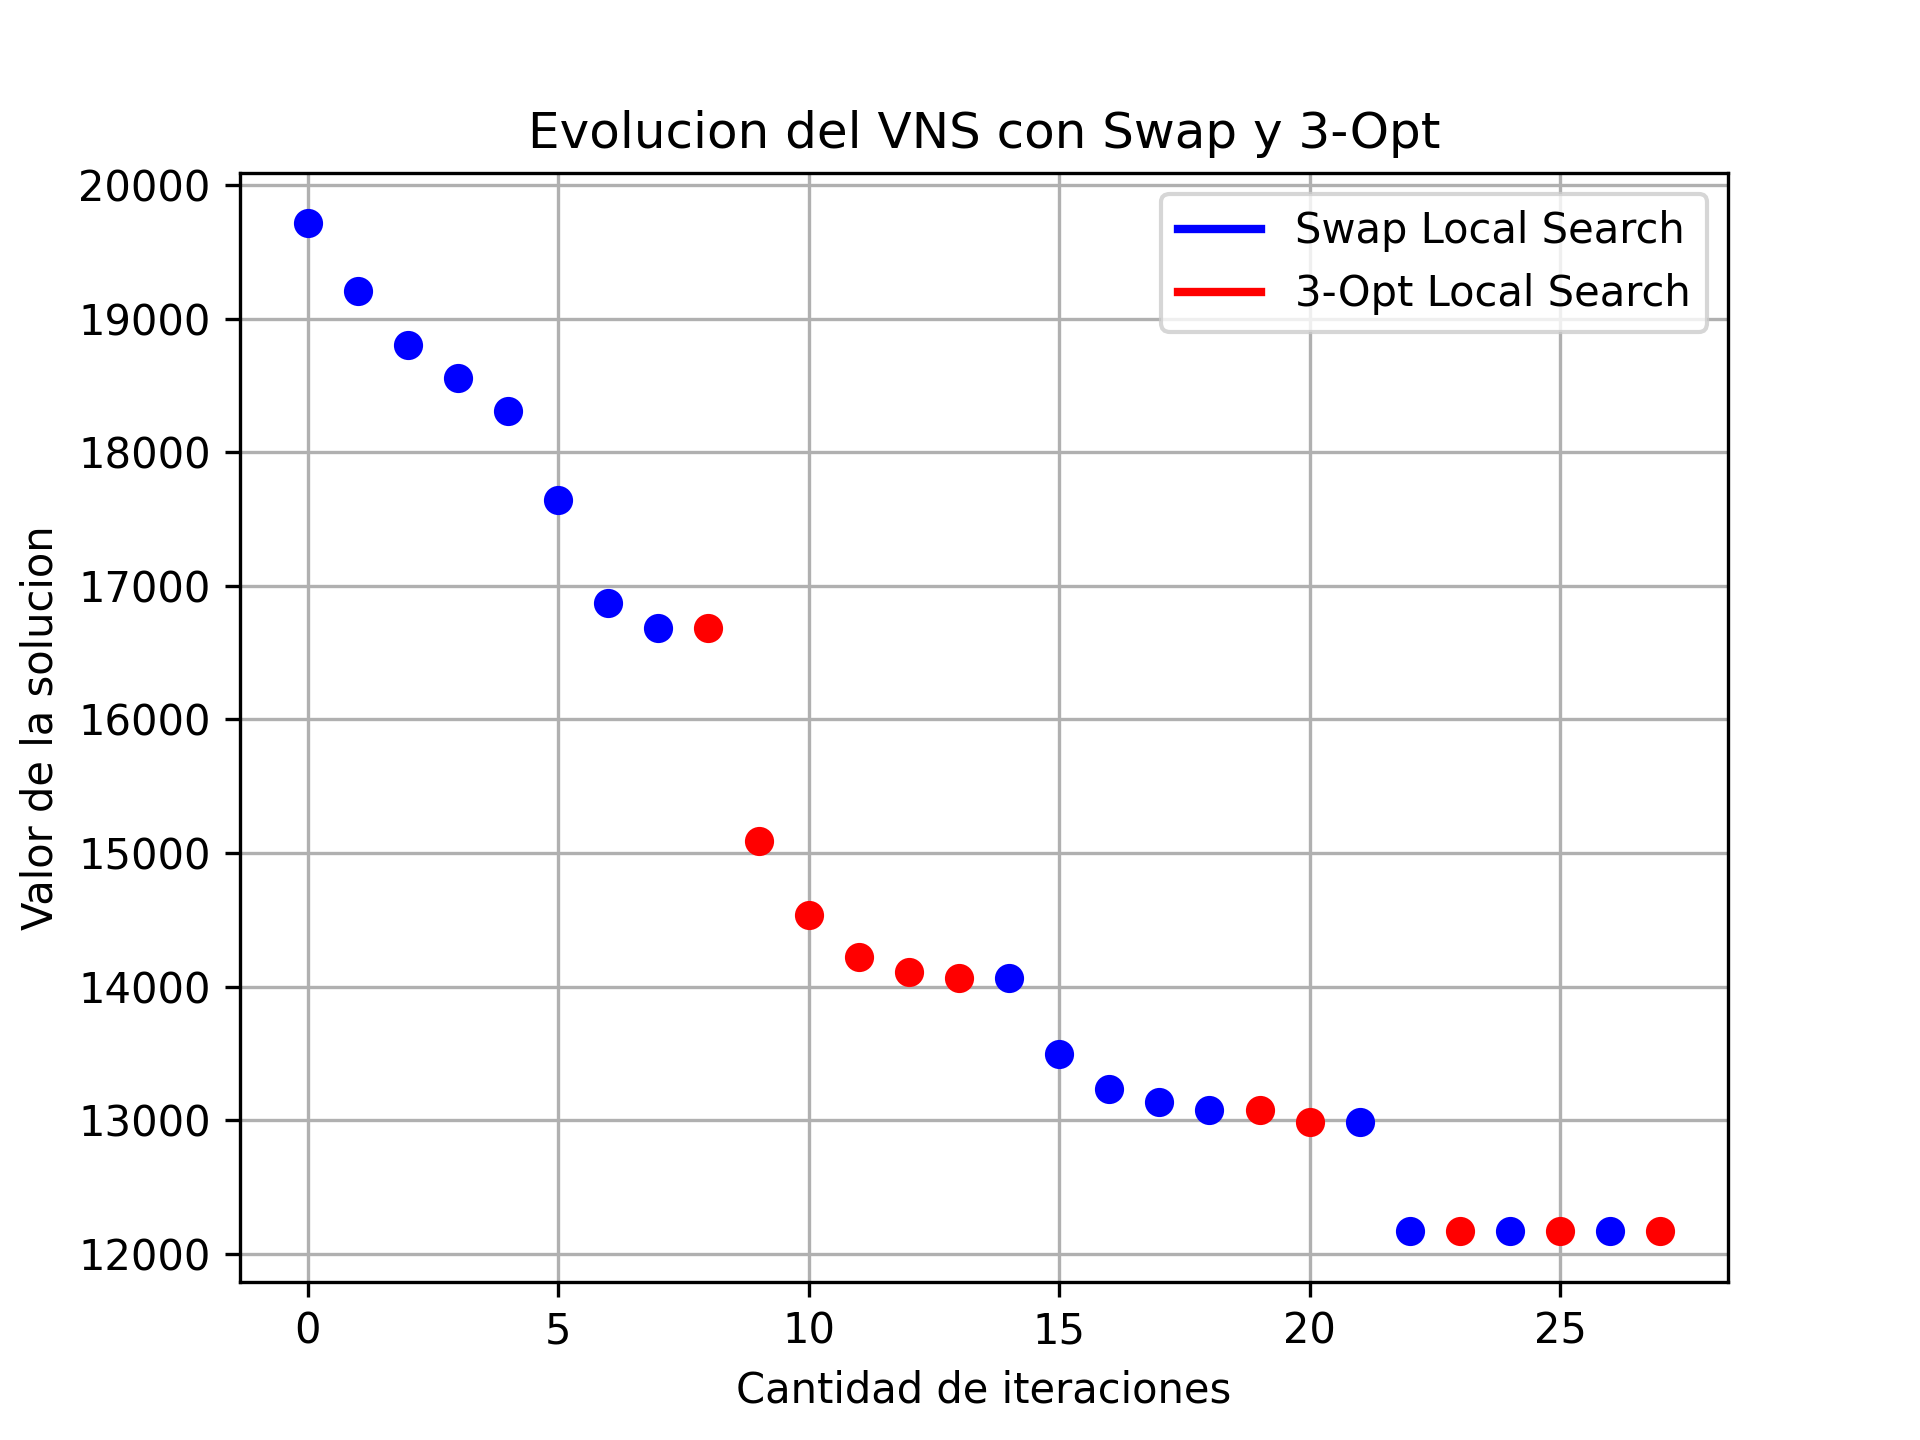 Evolucion del VNS con Swap y 3-Opt
Swap Local Search
3-Opt Local Search
Valor de la solucion
20000
19000
18000
17000
16000
15000
14000
13000
12000
0 5 10 15 20 25
Cantidad de iteraciones